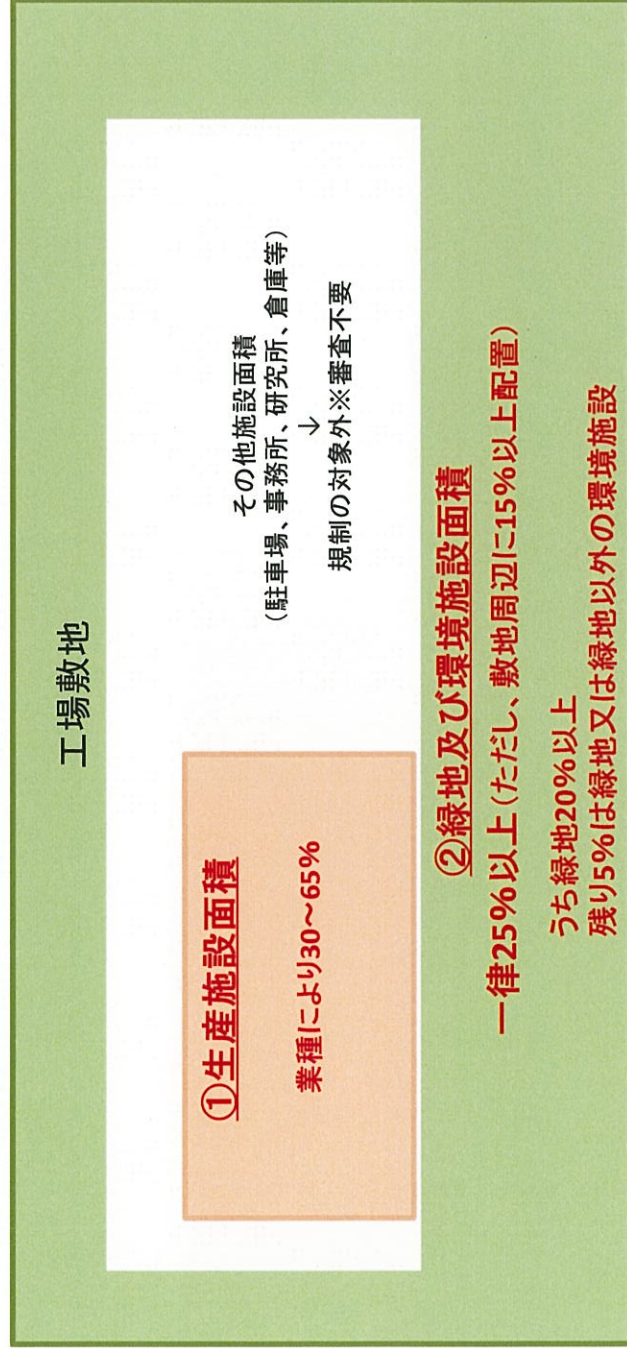 工場敷地
①生産施設面積
業種により30～65%
その他施設面積
（駐車場、事務所、研究所、倉庫等）
↓
規制の対象外※審査不要
②緑地及び環境施設面積
一律25%以上（ただし、敷地周辺に15%以上配置）
うち緑地20%以上
残り5%は緑地又は緑地以外の環境施設